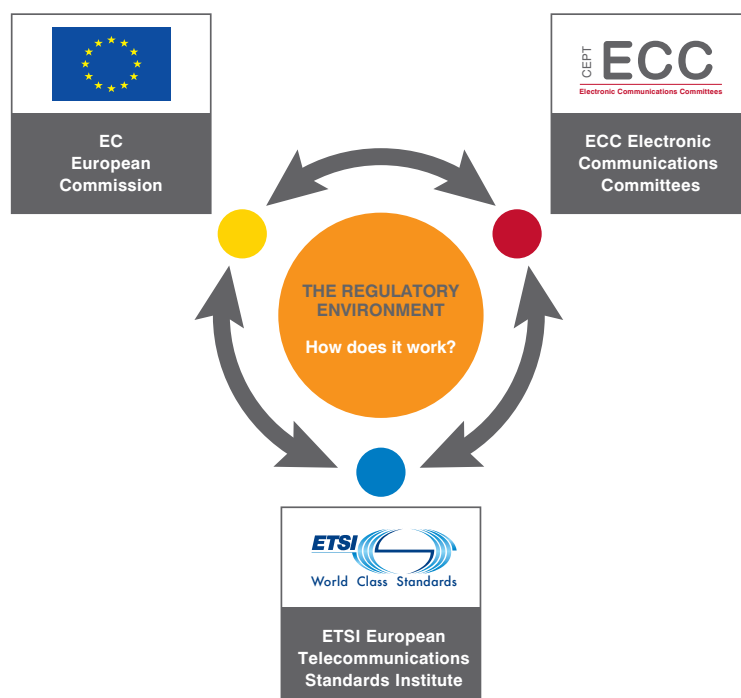 CEPT
ECC
Electronic Communications Committees
EC
European
Commission
ECC Electronic
Communications
Committees
THE REGULATORY
ENVIRONMENT
How does it work?
ETSI
World Class Standards
ETSI European
Telecommunications
Standards Institute